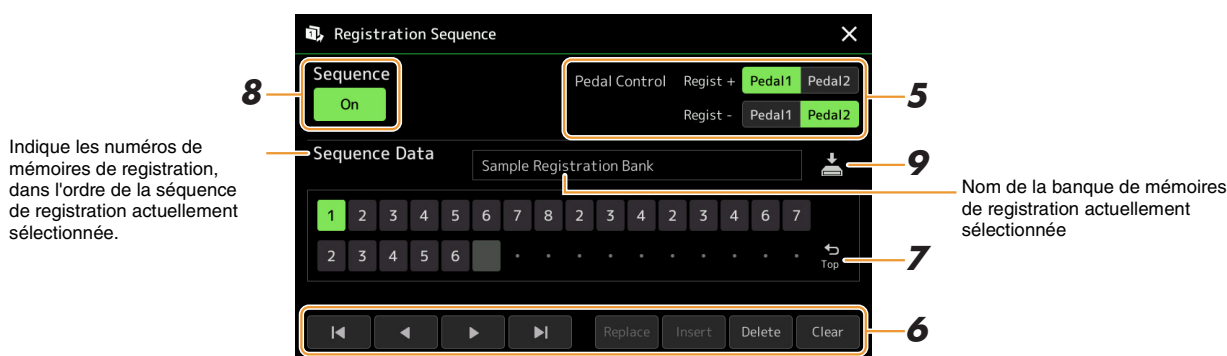 Registration Sequence
8
Sequence
On
Pedal Control Regist + Pedal1 Pedal2
Regist - Pedal1 Pedal2
5
Indique les numéros de
mémoires de registration,
dans l'ordre de la séquence
de registration actuellement
sélectionnée.
Sequence Data
Sample Registration Bank
9
Nom de la banque de mémoires
de registration actuellement
sélectionnée
1 2 3 4 5 6 7 8 2 3 4 2 3 4 6 7
2 3 4 5 6
Top
7
Replace Insert Delete Clear
6